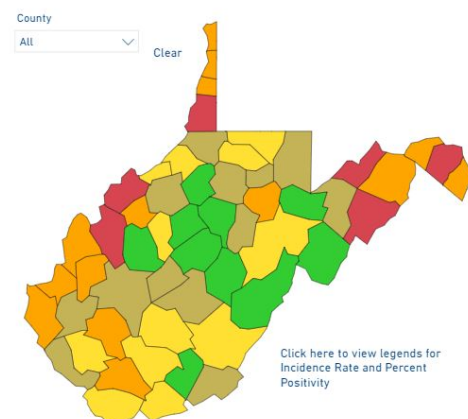 County
All
Clear
Click here to view legends for
Incidence Rate and Percent
Positivity